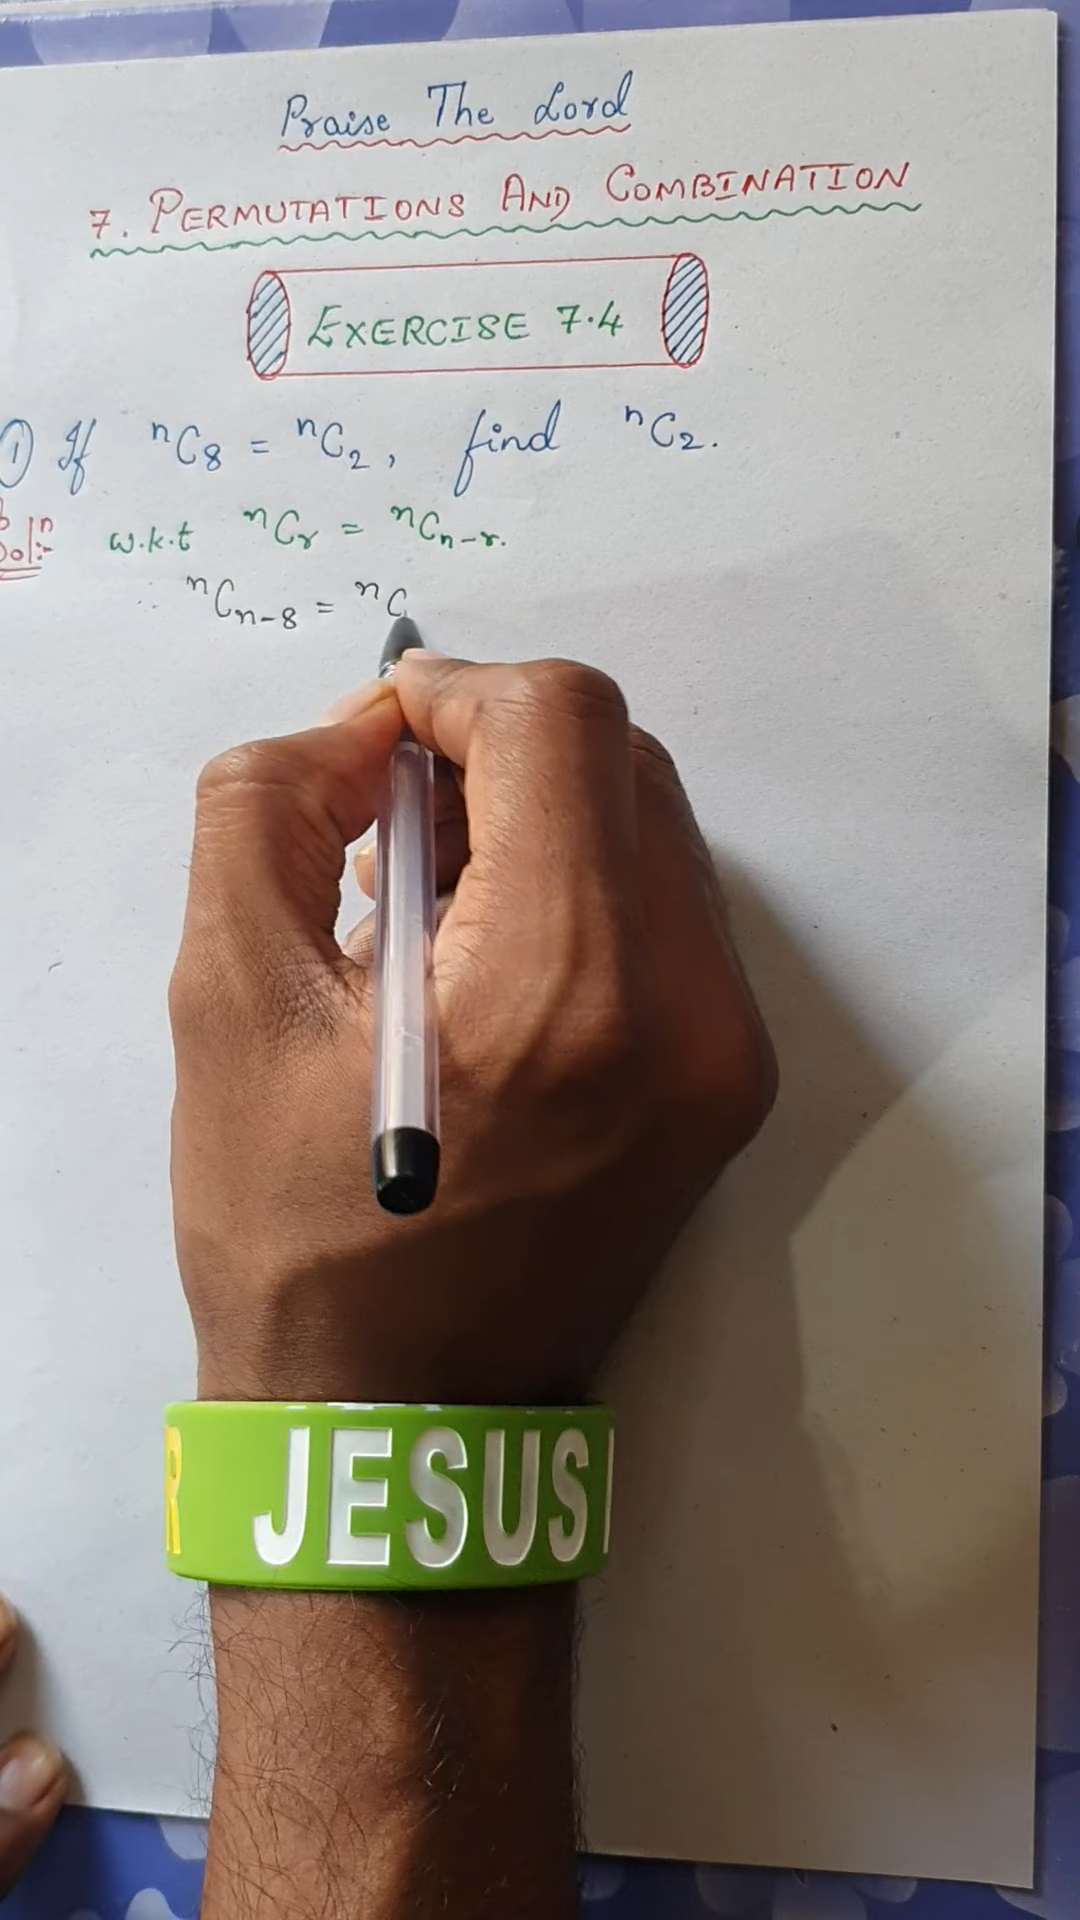 Praise The Lord
7. PERMUTATIONS AND COMBINATION
EXERCISE 7.4
① If ⁿC₈ = ⁿC₂, find ⁿC₂.
Solⁿ:- w.k.t ⁿCᵣ = ⁿCₙ₋ᵣ.
∴ ⁿCₙ₋₈ = ⁿC
JESUS